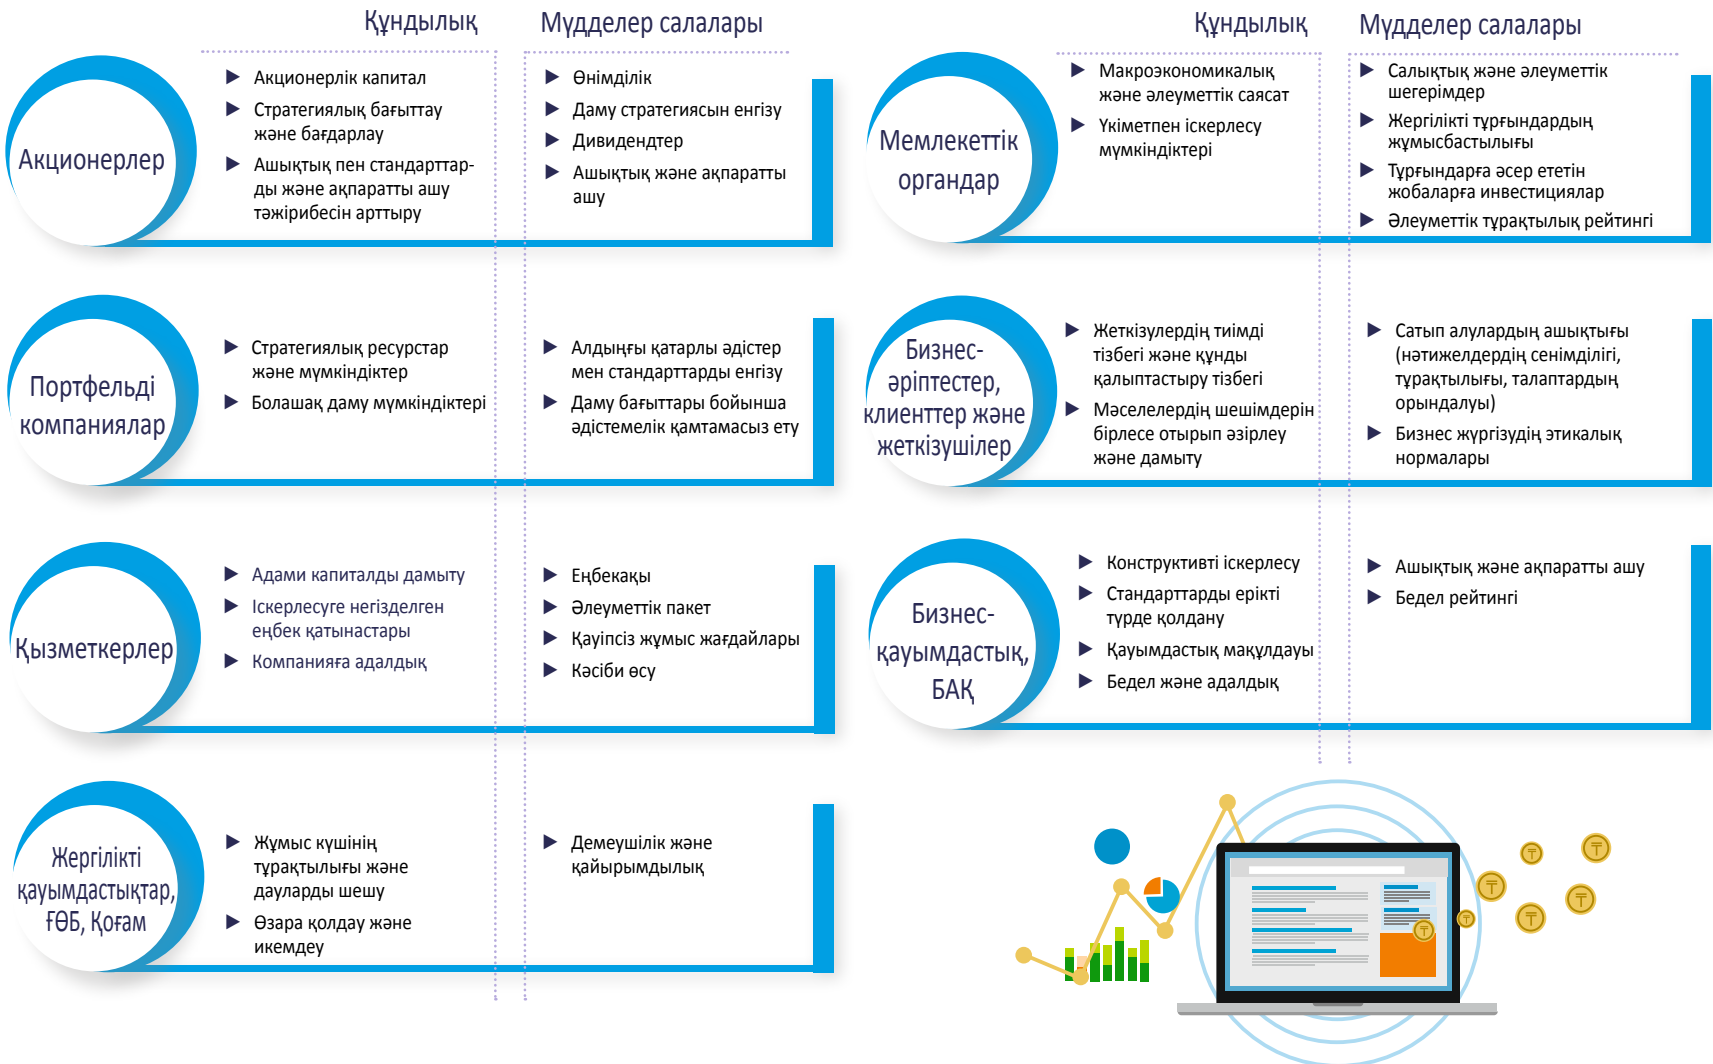 Құндылық
Мүдделер салалары
Акционерлер
Акционерлік капитал
Стратегиялық бағыттау
және бағдарлау
Ашықтық пен стандарттар-
ды және ақпаратты ашу
тәжірибесін арттыру
Өнімділік
Даму стратегиясын енгізу
Дивидендтер
Ашықтық және ақпаратты
ашу
Портфельді
компаниялар
Стратегиялық ресурстар
және мүмкіндіктер
Болашақ даму мүмкіндіктері
Алдыңғы қатарлы әдістер
мен стандарттарды енгізу
Даму бағыттары бойынша
әдістемелік қамтамасыз ету
Қызметкерлер
Адами капиталды дамыту
Іскерлесуге негізделген
еңбек қатынастары
Компанияға адалдық
Еңбекақы
Әлеуметтік пакет
Қауіпсіз жұмыс жағдайлары
Кәсіби өсу
Жергілікті
қауымдастықтар,
ҒӨБ, Қоғам
Жұмыс күшінің
тұрақтылығы және
дауларды шешу
Өзара қолдау және
икемдеу
Демеушілік және
қайырымдылық
Құндылық
Мүдделер салалары
Мемлекеттік
органдар
Макроэкономикалық
және әлеуметтік саясат
Үкіметпен іскерлесу
мүмкіндіктері
Салықтық және әлеуметтік
шегерімдер
Жергілікті тұрғындардың
жұмысбастылығы
Тұрғындарға әсер ететін
жобаларға инвестициялар
Әлеуметтік тұрақтылық рейтингі
Бизнес-
әріптестер,
клиенттер және
жеткізушілер
Жеткізулердің тиімді
тізбегі және құнды
қалыптастыру тізбегі
Мәселелердің шешімдерін
бірлесе отырып әзірлеу
және дамыту
Сатып алулардың ашықтығы
(нәтижелердің сенімділігі,
тұрақтылығы, талаптардың
орындалуы)
Бизнес жүргізудің этикалық
нормалары
Бизнес-
қауымдастық,
БАҚ
Конструктивті іскерлесу
Стандарттарды ерікті
түрде қолдану
Қауымдастық мақұлдауы
Бедел және адалдық
Ашықтық және ақпаратты ашу
Бедел рейтингі